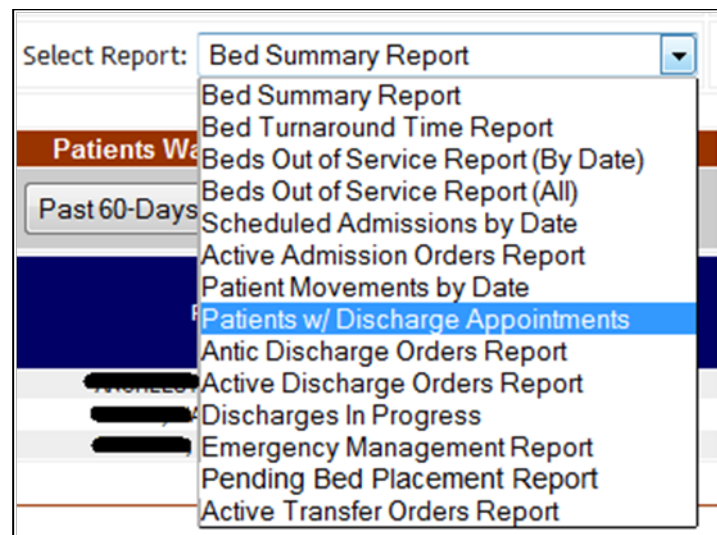 Select Report: Bed Summary Report
Bed Summary Report
Bed Turnaround Time Report
Patients Wa
Beds Out of Service Report (By Date)
Beds Out of Service Report (All)
Past 60-Days
Scheduled Admissions by Date
Active Admission Orders Report
Patient Movements by Date
Patients w/ Discharge Appointments
Antic Discharge Orders Report
Active Discharge Orders Report
Discharges In Progress
Emergency Management Report
Pending Bed Placement Report
Active Transfer Orders Report